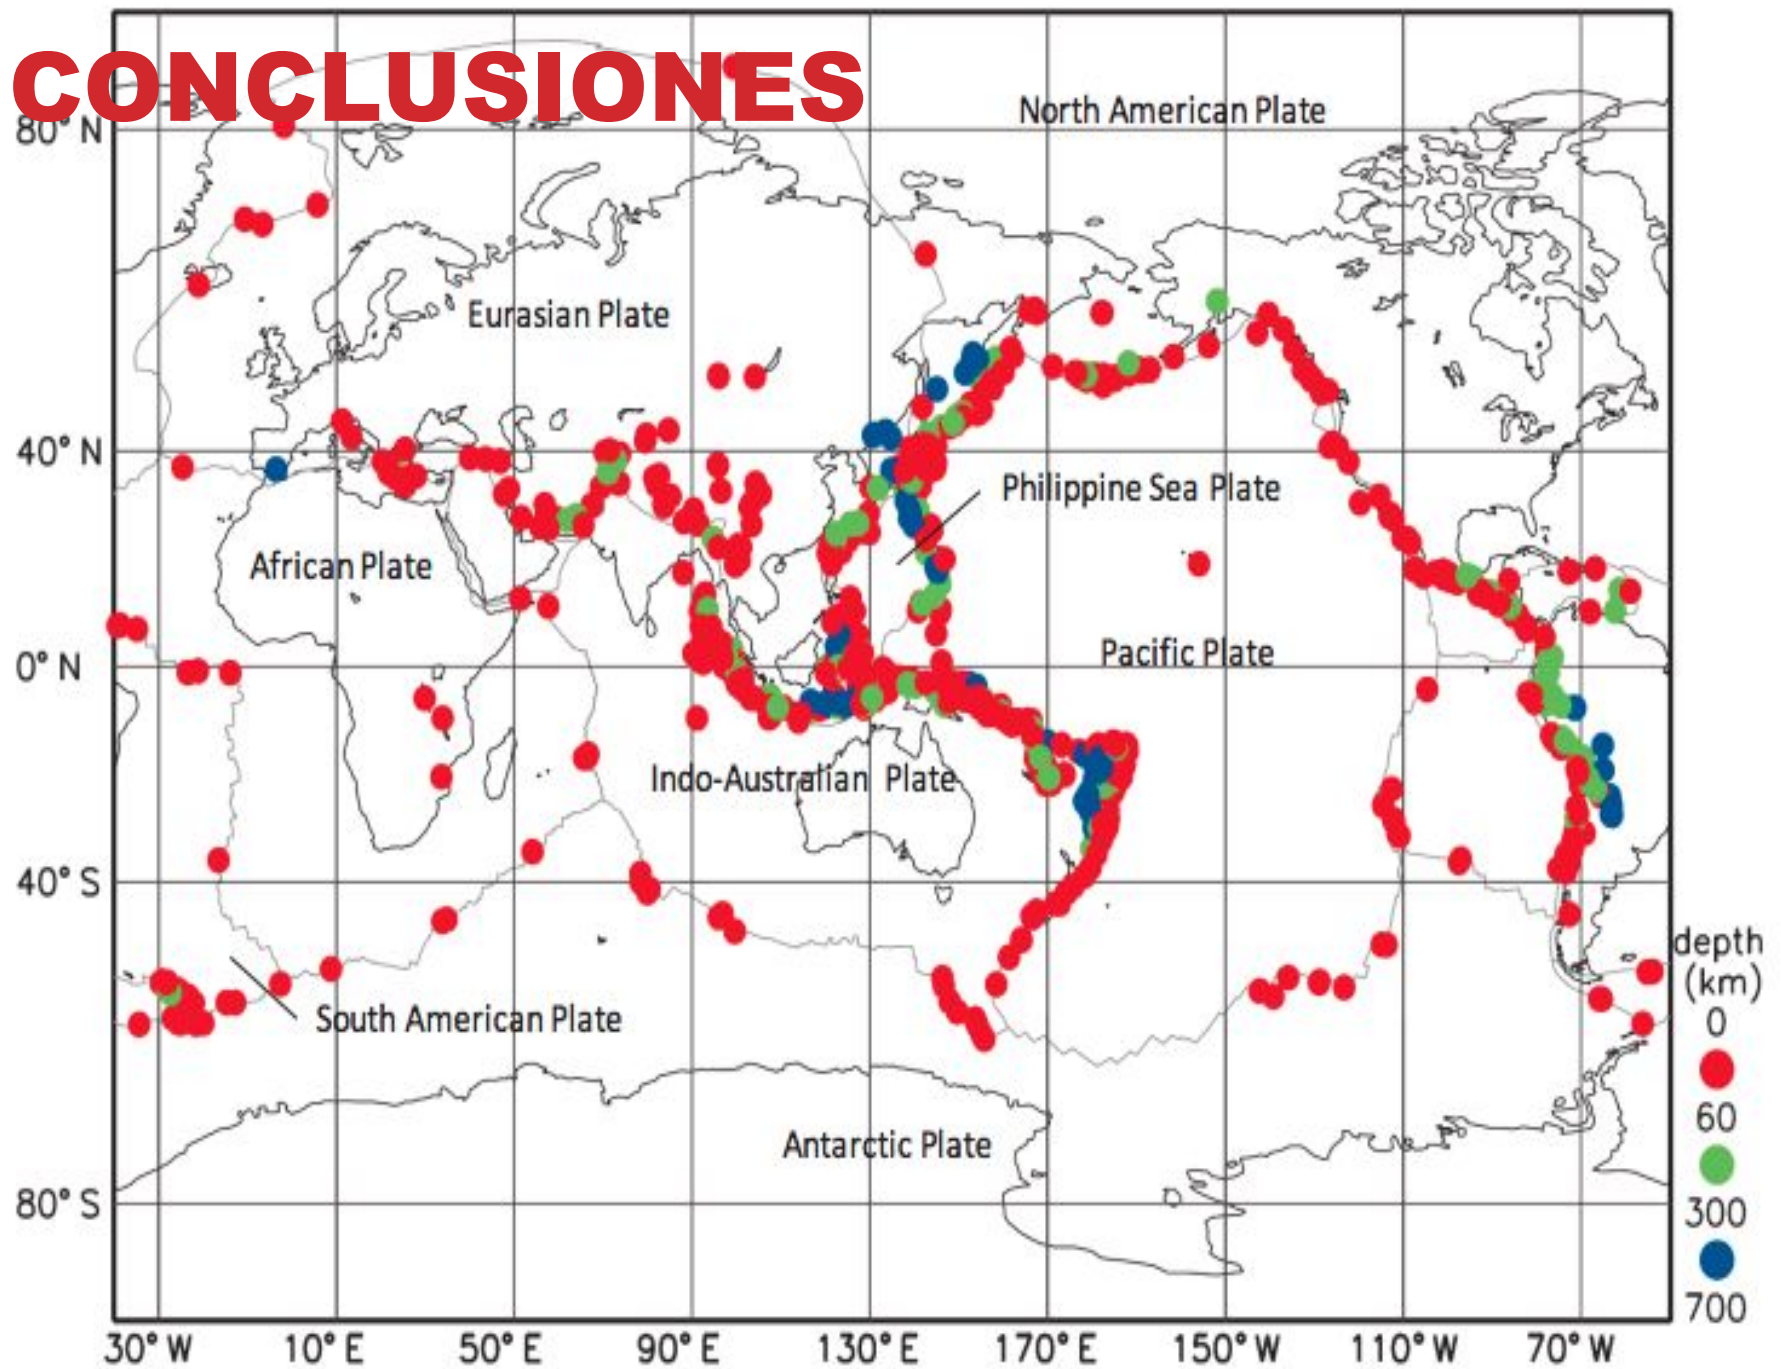 CONCLUSIONES
North American Plate
80° N
Eurasian Plate
40° N
Philippine Sea Plate
African Plate
Pacific Plate
0° N
Indo-Australian Plate
40° S
depth
(km)
0
South American Plate
60
Antarctic Plate
80° S
300
700
30° W 10° E 50° E 90° E 130° E 170° E 150° W 110° W 70° W